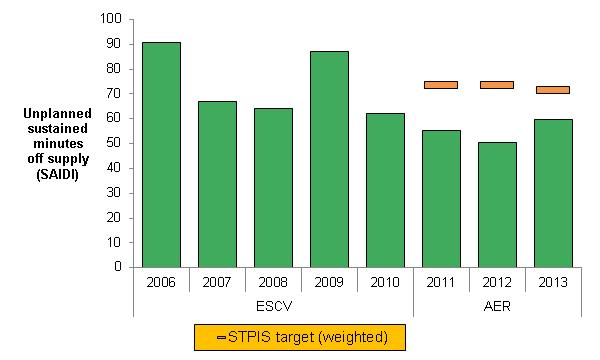 100
90
80
70
60
50
40
30
20
10
0
Unplanned
sustained
minutes
off supply
(SAIDI)
2006 2007 2008 2009 2010 2011 2012 2013
ESCV AER
STPIS target (weighted)